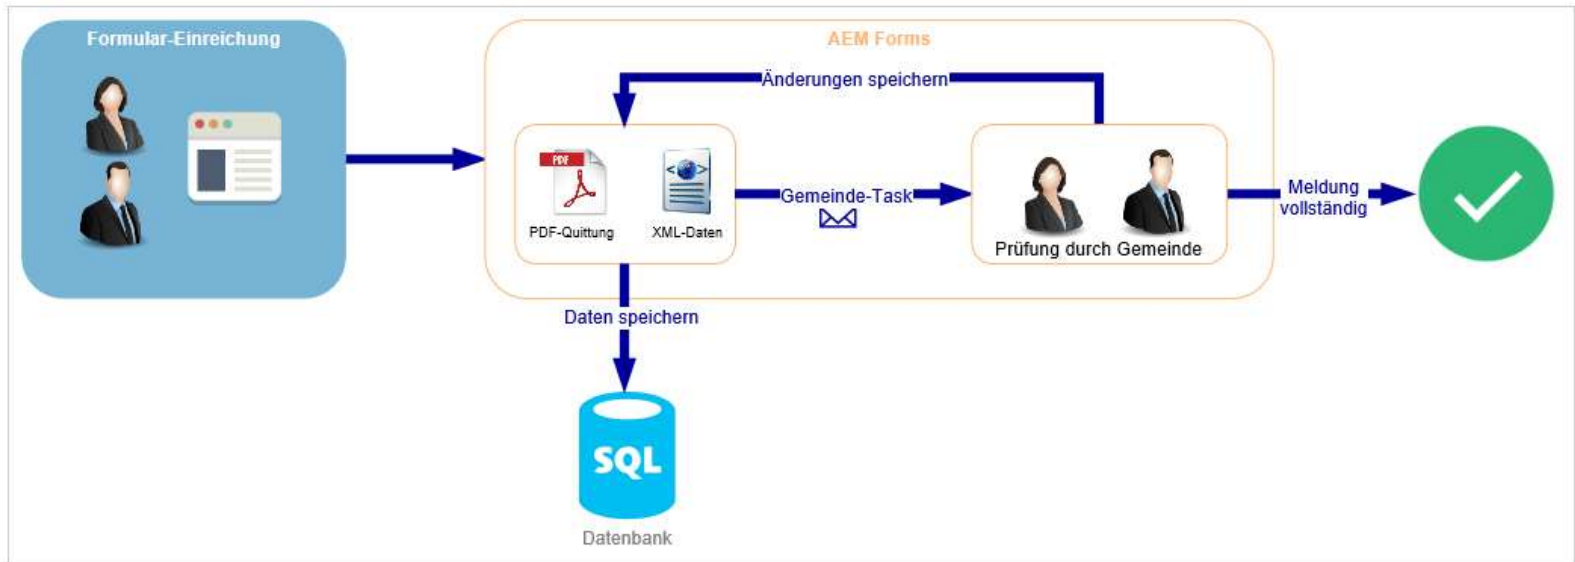 Formular-Einreichung
AEM Forms
Änderungen speichern
PDF
PDF-Quittung
XML-Daten
Gemeinde-Task
Prüfung durch Gemeinde
Meldung
vollständig
Daten speichern
SQL
Datenbank